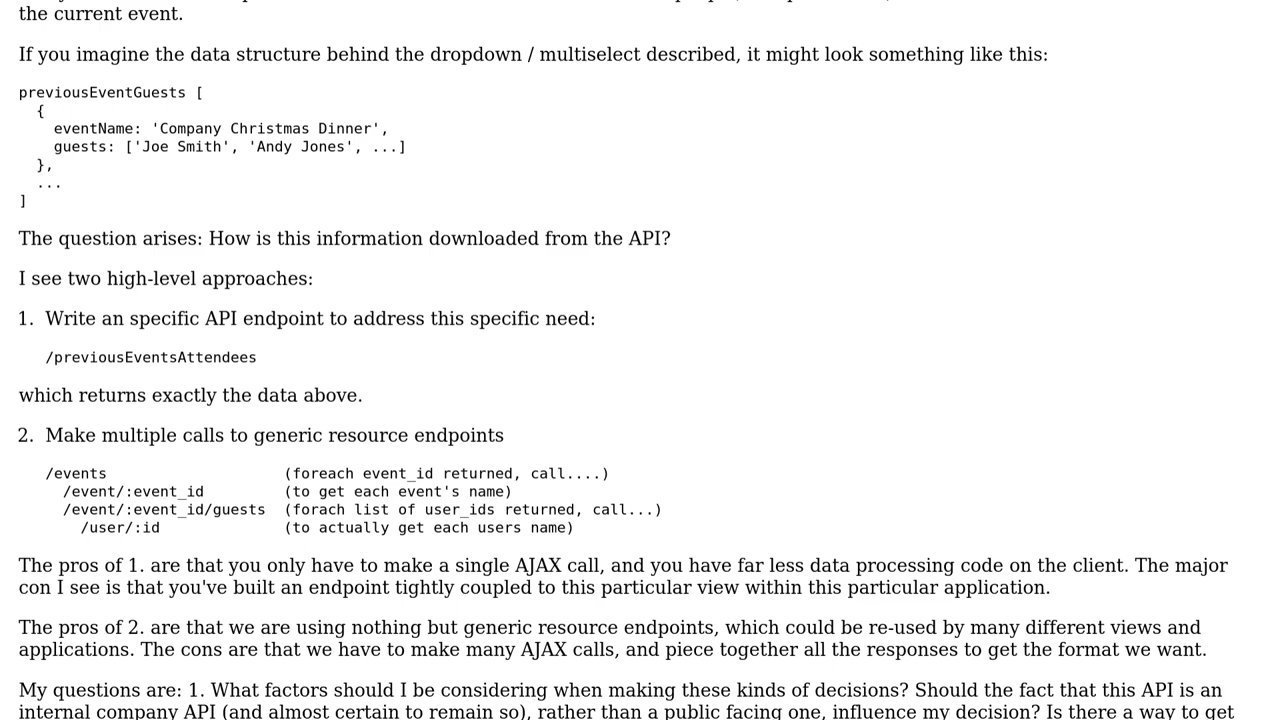 the current event.
If you imagine the data structure behind the dropdown / multiselect described, it might look something like this:
previousEventGuests [
  {
    eventName: 'Company Christmas Dinner',
    guests: ['Joe Smith', 'Andy Jones', ...]
  },
  ...
]
The question arises: How is this information downloaded from the API?
I see two high-level approaches:
1. Write an specific API endpoint to address this specific need:
/previousEventsAttendees
which returns exactly the data above.
2. Make multiple calls to generic resource endpoints
/events                    (foreach event_id returned, call....)
  /event/:event_id         (to get each event's name)
  /event/:event_id/guests  (forach list of user_ids returned, call...)
    /user/:id              (to actually get each users name)
The pros of 1. are that you only have to make a single AJAX call, and you have far less data processing code on the client. The major
con I see is that you've built an endpoint tightly coupled to this particular view within this particular application.
The pros of 2. are that we are using nothing but generic resource endpoints, which could be re-used by many different views and
applications. The cons are that we have to make many AJAX calls, and piece together all the responses to get the format we want.
My questions are: 1. What factors should I be considering when making these kinds of decisions? Should the fact that this API is an
internal company API (and almost certain to remain so), rather than a public facing one, influence my decision? Is there a way to get